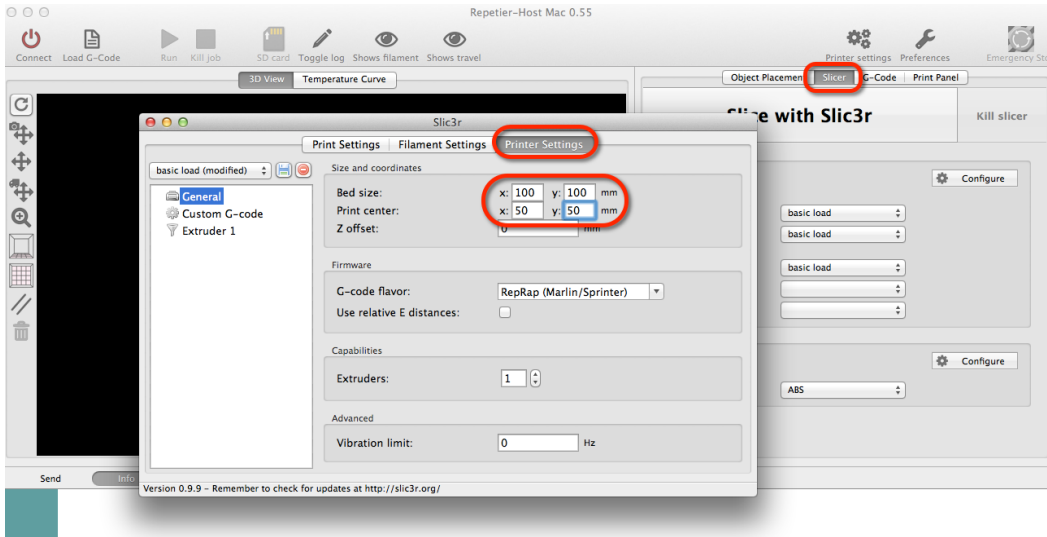 Repetier-Host Mac 0.55
Connect Load G-Code Run Kill job SD card Toggle log Shows filament Shows travel Printer settings Preferences Emergency St
3D View Temperature Curve
Object Placemen Slicer G-Code Print Panel
with Slic3r
Kill slicer
Slic3r
Print Settings Filament Settings Printer Settings
basic load (modified)
General
Custom G-code
Extruder 1
Size and coordinates
Bed size: x: 100 y: 100 mm
Print center: x: 50 y: 50 mm
Z offset: 0 mm
Firmware
G-code flavor: RepRap (Marlin/Sprinter)
Use relative E distances:
Capabilities
Extruders: 1
Advanced
Vibration limit: 0 Hz
Version 0.9.9 - Remember to check for updates at http://slic3r.org/
Configure
basic load
basic load
basic load
Configure
ABS
Send Info